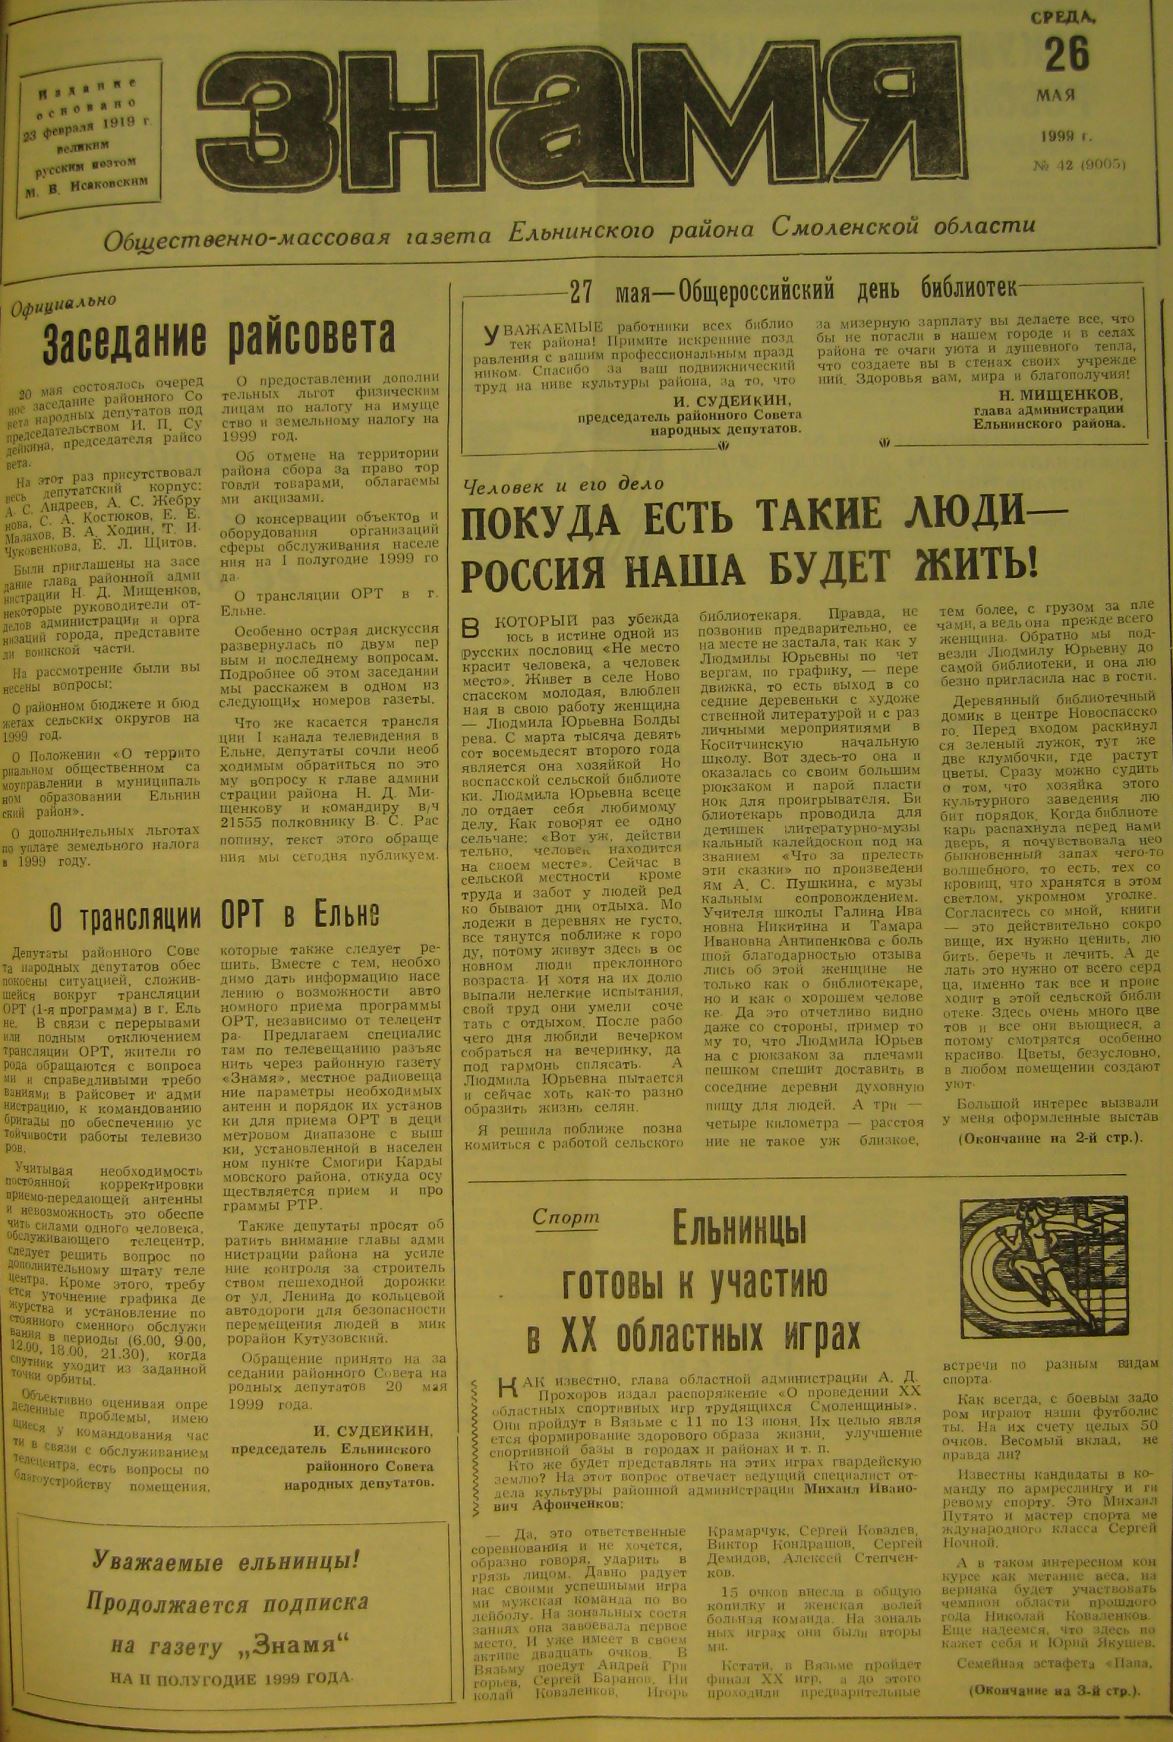 Издание
основано
23 февраля 1919 г.
великим
русским поэтом
М. В. Исаковским
ЗНАМЯ
СРЕДА,
26
МАЯ
1999 г.
№ 42 (9005)
Общественно-массовая газета Ельнинского района Смоленской области
Официально
Заседание райсовета
20 мая состоялось очеред
ное заседание районного Со
вета народных депутатов под
председательством И. П. Су
дейкина, председателя райсо
вета.
На этот раз присутствовал
весь депутатский корпус:
А. С. Андреев, А. С. Жебру
нова, С. А. Костюков, Е. Е.
Малахов, В. А. Ходин, Т. И.
Чуковенкова, Е. Л. Щитов.
Были приглашены на засе
дание глава районной адми
нистрации Н. Д. Мищенков,
некоторые руководители от-
делов администрации и орга
низаций города, представите
ли воинской части.
На рассмотрение были вы
несены вопросы:
О районном бюджете и бюд
жетах сельских округов на
1999 год.
О Положении «О террито
риальном общественном са
моуправлении в муниципаль
ном образовании Ельнин
ский район».
О дополнительных льготах
по уплате земельного налога
в 1999 году.
О предоставлении дополни
тельных льгот физическим
лицам по налогу на имуще
ство и земельному налогу на
1999 год.
Об отмене на территории
района сбора за право тор
говли товарами, облагаемы
ми акцизами.
О консервации объектов и
оборудования организаций
сферы обслуживания населе
ния на I полугодие 1999 го
да.
О трансляции ОРТ в г.
Ельне.
Особенно острая дискуссия
развернулась по двум пер
вым и последнему вопросам.
Подробнее об этом заседании
мы расскажем в одном из
следующих номеров газеты.
Что же касается трансля
ции I канала телевидения в
Ельне, депутаты сочли необ
ходимым обратиться по это
му вопросу к главе админи
страции района Н. Д. Ми-
щенкову и командиру в/ч
21555 полковнику В. С. Рас
попину, текст этого обраще
ния мы сегодня публикуем.
О трансляции ОРТ в Ельне
Депутаты районного Сове
та народных депутатов обес
покоены ситуацией, сложив-
шейся вокруг трансляции
ОРТ (1-я программа) в г. Ель
не. В связи с перерывами
или полным отключением
трансляции ОРТ, жители го
рода обращаются с вопроса
ми и справедливыми требо
ваниями в райсовет и адми
нистрацию, к командованию
бригады по обеспечению ус
тойчивости работы телевизо
ров.
Учитывая необходимость
постоянной корректировки
приемо-передающей антенны
и невозможность это обеспе
чить силами одного человека,
обслуживающего телецентр,
следует решить вопрос по
дополнительному штату теле
центра. Кроме этого, требу
ется уточнение графика де
журства и установление по
стоянного сменного обслужи
вания в периоды (6.00, 9.00,
12.00, 18.00, 21.30), когда
спутник уходит из заданной
точки орбиты.
Объективно оценивая опре
деленные проблемы, имею
щиеся у командования час
ти в связи с обслуживанием
телецентра, есть вопросы по
благоустройству помещения,
которые также следует ре-
шить. Вместе с тем, необхо
димо дать информацию насе
лению о возможности авто
номного приема программы
ОРТ, независимо от телецент
ра. Предлагаем специалис
там по телевещанию разъяс
нить через районную газету
«Знамя», местное радиовеща
ние параметры необходимых
антенн и порядок их установ
ки для приема ОРТ в деци
метровом диапазоне с выш
ки, установленной в населен
ном пункте Смогири Карды
мовского района, откуда осу
ществляется прием и про
граммы РТР.
Также депутаты просят об
ратить внимание главы адми
нистрации района на усиле
ние контроля за строитель
ством пешеходной дорожки
от ул. Ленина до кольцевой
автодороги для безопасности
перемещения людей в мик
рорайон Кутузовский.
Обращение принято на за
седании районного Совета на
родных депутатов 20 мая
1999 года.
И. СУДЕЙКИН,
председатель Ельнинского
районного Совета
народных депутатов.
Уважаемые ельнинцы!
Продолжается подписка
на газету „Знамя“
НА II ПОЛУГОДИЕ 1999 ГОДА.
27 мая—Общероссийский день библиотек
УВАЖАЕМЫЕ работники всех библио
тек района! Примите искренние позд
равления с вашим профессиональным празд
ником. Спасибо за ваш подвижнический
труд на ниве культуры района, за то, что
за мизерную зарплату вы делаете все, что
бы не погасли в нашем городе и в селах
района те очаги уюта и душевного тепла,
что создаете вы в стенах своих учрежде
ний. Здоровья вам, мира и благополучия!
И. СУДЕЙКИН,
председатель районного Совета
народных депутатов.
Н. МИЩЕНКОВ,
глава администрации
Ельнинского района.
Человек и его дело
ПОКУДА ЕСТЬ ТАКИЕ ЛЮДИ—
РОССИЯ НАША БУДЕТ ЖИТЬ!
В КОТОРЫЙ раз убежда
юсь в истине одной из
русских пословиц «Не место
красит человека, а человек
место». Живет в селе Ново
спасском молодая, влюблен
ная в свою работу женщина
— Людмила Юрьевна Болды
рева. С марта тысяча девять
сот восемьдесят второго года
является она хозяйкой Но
воспасской сельской библиоте
ки. Людмила Юрьевна всеце
ло отдает себя любимому
делу. Как говорят ее одно
сельчане: «Вот уж, действи
тельно, человек находится
на своем месте». Сейчас в
сельской местности кроме
труда и забот у людей ред
ко бывают дни отдыха. Мо
лодежи в деревнях не густо,
все тянутся поближе к горо
ду, потому живут здесь в ос
новном люди преклонного
возраста. И хотя на их долю
выпали нелегкие испытания,
свой труд они умели соче
тать с отдыхом. После рабо
чего дня любили вечерком
собраться на вечеринку, да
под гармонь сплясать. А
Людмила Юрьевна пытается
и сейчас хоть как-то разно
образить жизнь селян.
Я решила поближе позна
комиться с работой сельского
библиотекаря. Правда, не
позвонив предварительно, ее
на месте не застала, так как у
Людмилы Юрьевны по чет
вергам, по графику, — пере
движка, то есть выход в со
седние деревеньки с художе
ственной литературой и с раз
личными мероприятиями в
Коситчинскую начальную
школу. Вот здесь-то она и
оказалась со своим большим
рюкзаком и парой пласти
нок для проигрывателя. Би
блиотекарь проводила для
детишек литературно-музы
кальный калейдоскоп под на
званием «Что за прелесть
эти сказки» по произведени
ям А. С. Пушкина, с музы
кальным сопровождением.
Учителя школы Галина Ива
новна Никитина и Тамара
Ивановна Антипенкова с боль
шой благодарностью отзыва
лись об этой женщине не
только как о библиотекаре,
но и как о хорошем челове
ке. Да это отчетливо видно
даже со стороны, пример то
му то, что Людмила Юрьев
на с рюкзаком за плечами
пешком спешит доставить в
соседние деревни духовную
пищу для людей. А три —
четыре километра — расстоя
ние не такое уж близкое,
тем более, с грузом за пле
чами, а ведь она прежде всего
женщина. Обратно мы под-
везли Людмилу Юрьевну до
самой библиотеки, и она лю
безно пригласила нас в гости.
Деревянный библиотечный
домик в центре Новоспасско
го. Перед входом раскинул
ся зеленый лужок, тут же
две клумбочки, где растут
цветы. Сразу можно судить
о том, что хозяйка этого
культурного заведения лю
бит порядок. Когда библиоте
карь распахнула перед нами
дверь, я почувствовала нео
быкновенный запах чего-то
волшебного, то есть, тех со
кровищ, что хранятся в этом
светлом, укромном уголке.
Согласитесь со мной, книги
— это действительно сокро
вище, их нужно ценить, лю
бить, беречь и лечить. А де
лать это нужно от всего серд
ца, именно так все и проис
ходит в этой сельской библи
отеке. Здесь очень много цве
тов и все они вьющиеся, а
потому смотрятся особенно
красиво. Цветы, безусловно,
в любом помещении создают
уют.
Большой интерес вызвали
у меня оформленные выстав
(Окончание на 2-й стр.).
Спорт
Ельнинцы
готовы к участию
в XX областных играх
КАК известно, глава областной администрации А. Д.
Прохоров издал распоряжение «О проведении XX
областных спортивных игр трудящихся Смоленщины».
Они пройдут в Вязьме с 11 по 13 июня. Их целью явля
ется формирование здорового образа жизни, улучшение
спортивной базы в городах и районах и т. п.
Кто же будет представлять на этих играх гвардейскую
землю? На этот вопрос отвечает ведущий специалист от-
дела культуры районной администрации Михаил Ивано-
вич Афонченков:
— Да, это ответственные
соревнования и не хочется,
образно говоря, ударить в
грязь лицом. Давно радует
нас своими успешными игра
ми мужская команда по во
лейболу. На зональных состя
заниях она завоевала первое
место. И уже имеет в своем
активе двадцать очков. В
Вязьму поедут Андрей Гри
горьев, Сергей Баранов, Ни
колай Коваленков, Игорь
Крамарчук, Сергей Ковалев,
Виктор Кондрашов, Сергей
Демидов, Алексей Степчен-
ков.
15 очков внесла в общую
копилку и женская волей
больная команда. На зональ
ных играх они были вторы
ми.
Кстати, в Вязьме пройдет
финал XX игр, а до этого
проходили предварительные
встречи по разным видам
спорта.
Как всегда, с боевым задо
ром играют наши футболис
ты. На их счету целых 50
очков. Весомый вклад, не
правда ли?
Известны кандидаты в ко-
манду по армреслингу и ги
ревому спорту. Это Михаил
Путято и мастер спорта ме
ждународного класса Сергей
Ночной.
А в таком интересном кон
курсе как метание веса, на
верняка будет участвовать
чемпион области прошлого
года Николай Коваленков.
Еще надеемся, что здесь по
кажет себя и Юрий Якушев.
Семейная эстафета «Папа,
(Окончание на 3-й стр.).